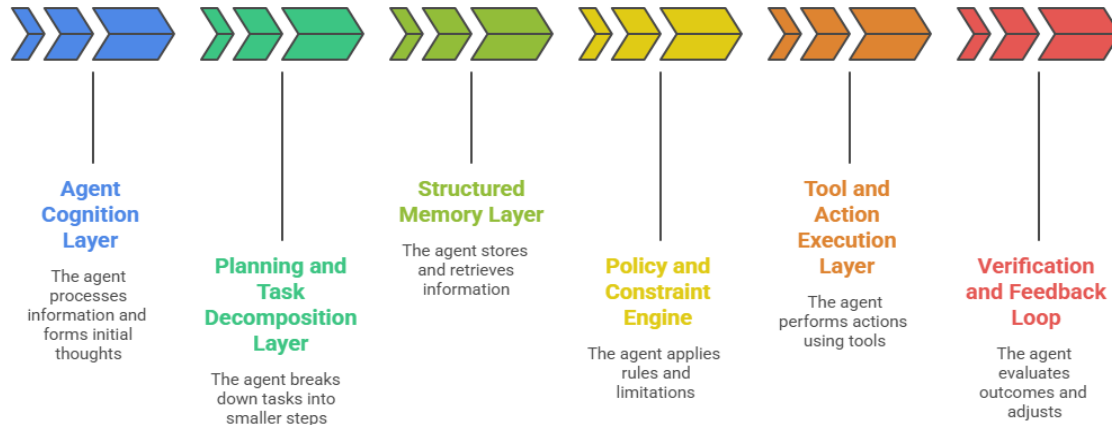 Agent
Cognition
Layer
The agent
processes
information and
forms initial
thoughts
Planning and
Task
Decomposition
Layer
The agent breaks
down tasks into
smaller steps
Structured
Memory Layer
The agent stores
and retrieves
information
Policy and
Constraint
Engine
The agent applies
rules and
limitations
Tool and
Action
Execution
Layer
The agent
performs actions
using tools
Verification
and Feedback
Loop
The agent
evaluates
outcomes and
adjusts